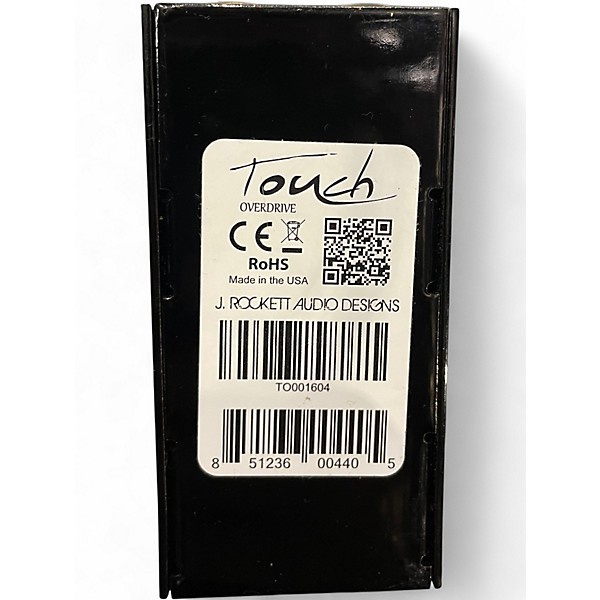 Touch
OVERDRIVE
CE
RoHS
Made in the USA
J. ROCKETT AUDIO DESIGNS
TO001604
8 51236 00440 5